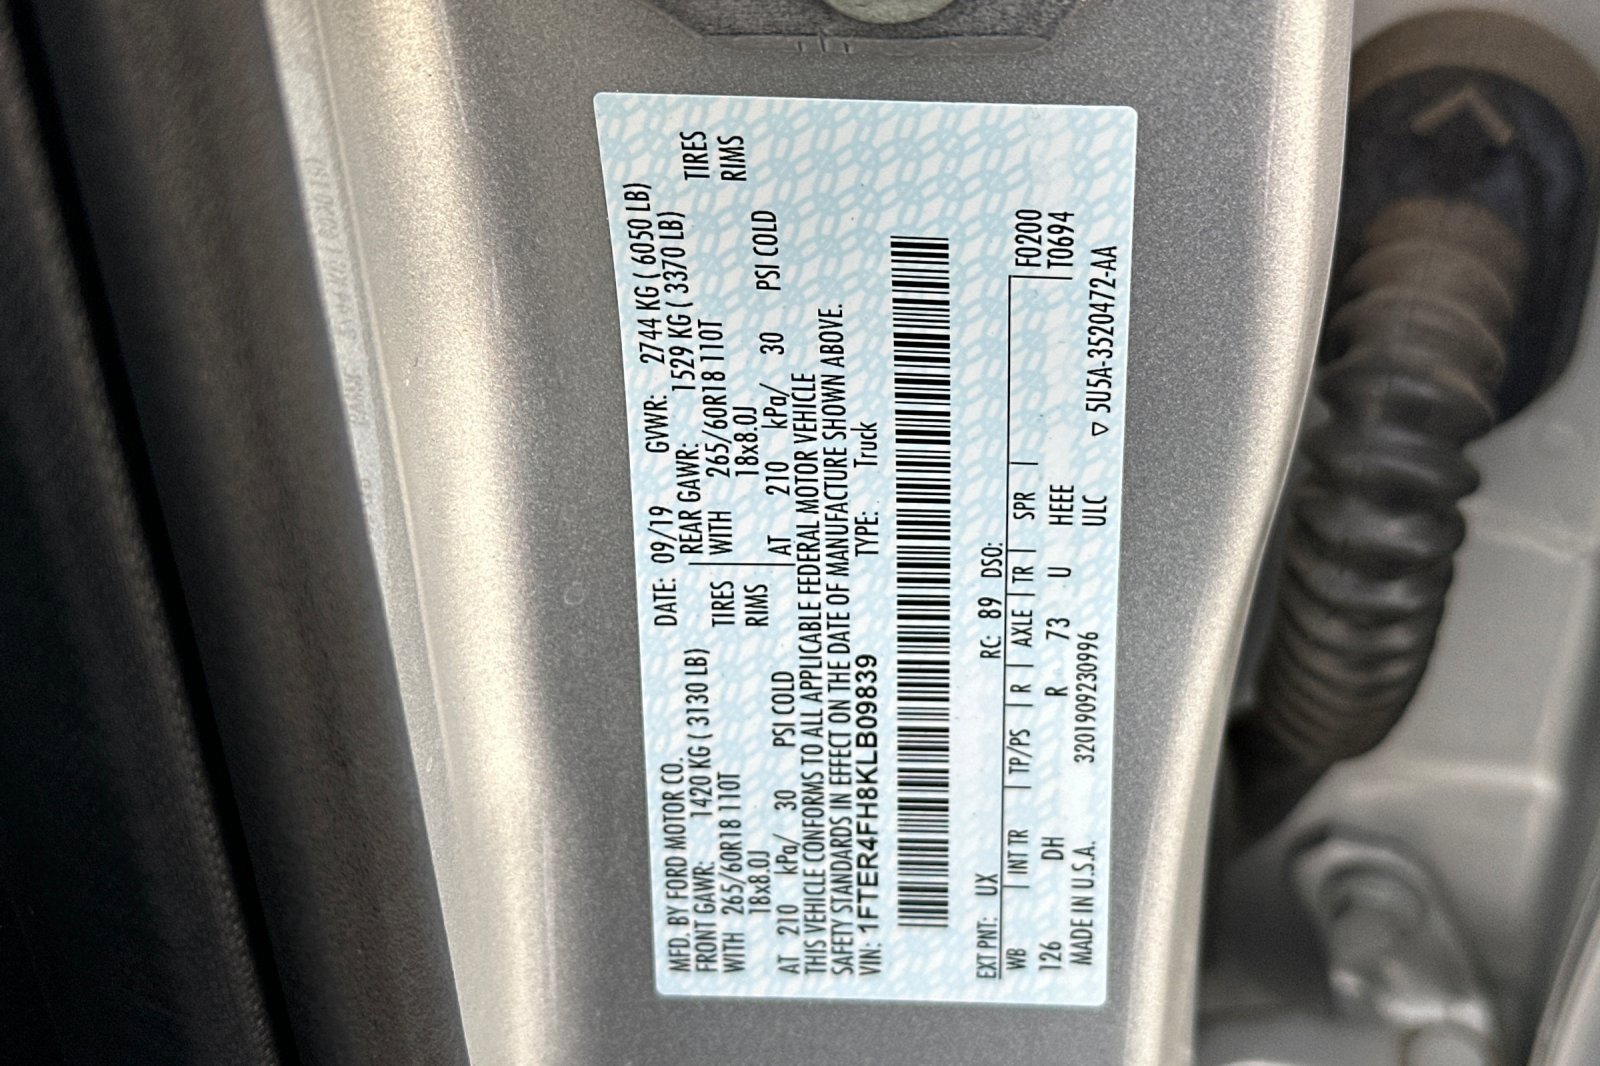 MFD. BY FORD MOTOR CO.
DATE: 09/19 GVWR: 2744 KG ( 6050 LB)
FRONT GAWR: 1420 KG ( 3130 LB)
REAR GAWR: 1529 KG ( 3370 LB)
WITH 265/60R18 110T TIRES
WITH 265/60R18 110T TIRES
18x8.0J RIMS
18x8.0J RIMS
AT 210 kPa/ 30 PSI COLD
AT 210 kPa/ 30 PSI COLD
THIS VEHICLE CONFORMS TO ALL APPLICABLE FEDERAL MOTOR VEHICLE
SAFETY STANDARDS IN EFFECT ON THE DATE OF MANUFACTURE SHOWN ABOVE.
VIN: 1FTER4FH8KLB09839 TYPE: Truck
EXT PNT: UX RC: 89 DSO:
WB | INT TR | TP/PS | R | AXLE | TR | SPR | F0200
126 DH R 73 U HEEE T0694
MADE IN U.S.A. 320190923099​6 ULC ▽ 5U5A-3520472-AA